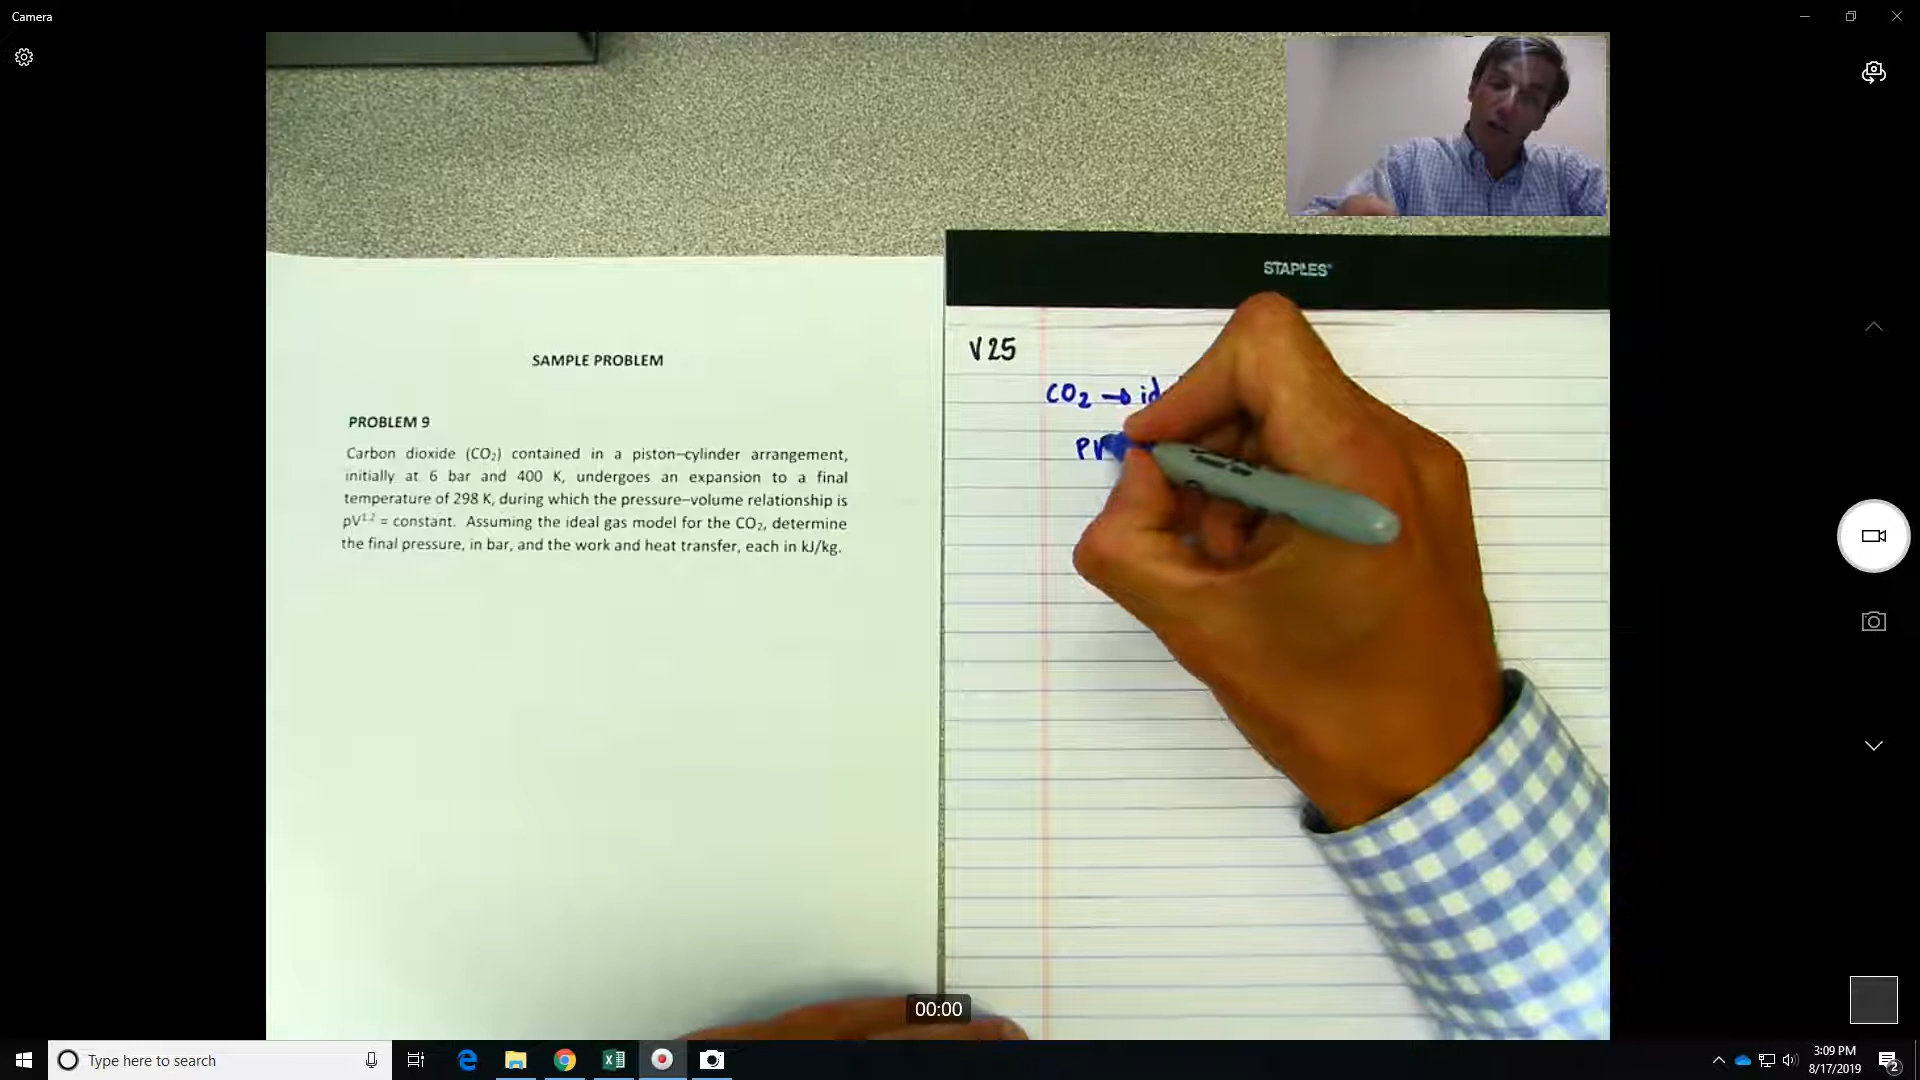 Camera
STAPLES
SAMPLE PROBLEM
PROBLEM 9
Carbon dioxide (CO₂) contained in a piston–cylinder arrangement,
initially at 6 bar and 400 K, undergoes an expansion to a final
temperature of 298 K, during which the pressure–volume relationship is
pV¹·² = constant. Assuming the ideal gas model for the CO₂, determine
the final pressure, in bar, and the work and heat transfer, each in kJ/kg.
V25
CO₂ → id
PV
00:00
Type here to search
3:09 PM
8/17/2019
2